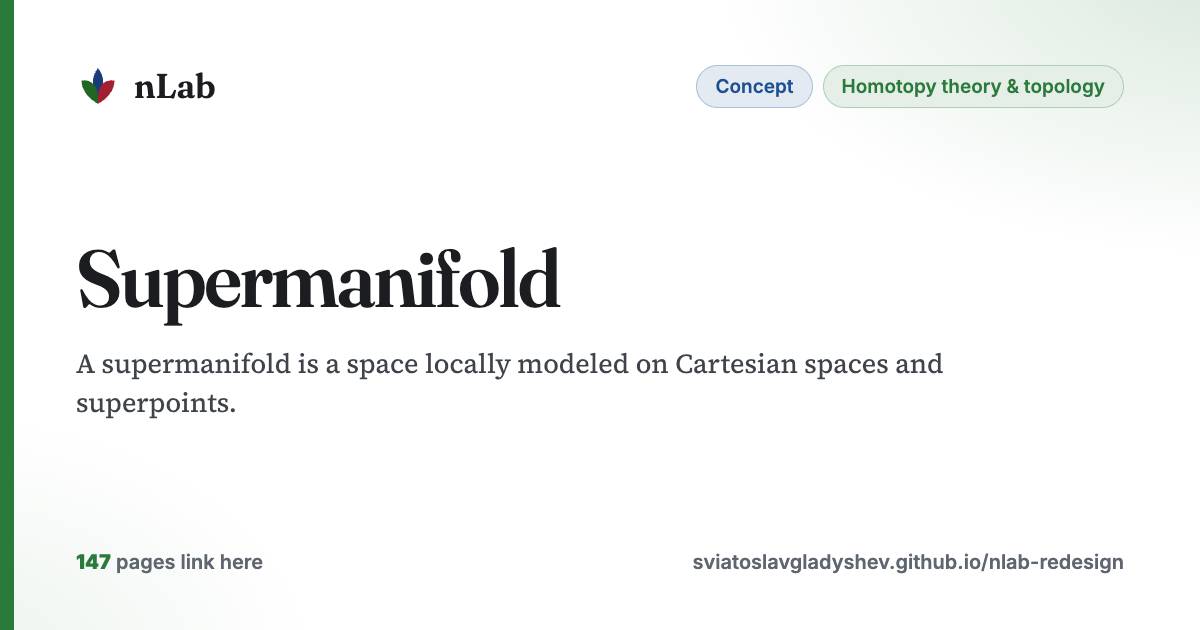 nLab
Concept
Homotopy theory & topology
Supermanifold
A supermanifold is a space locally modeled on Cartesian spaces and
superpoints.
147 pages link here
sviatoslavgladyshev.github.io/nlab-redesign